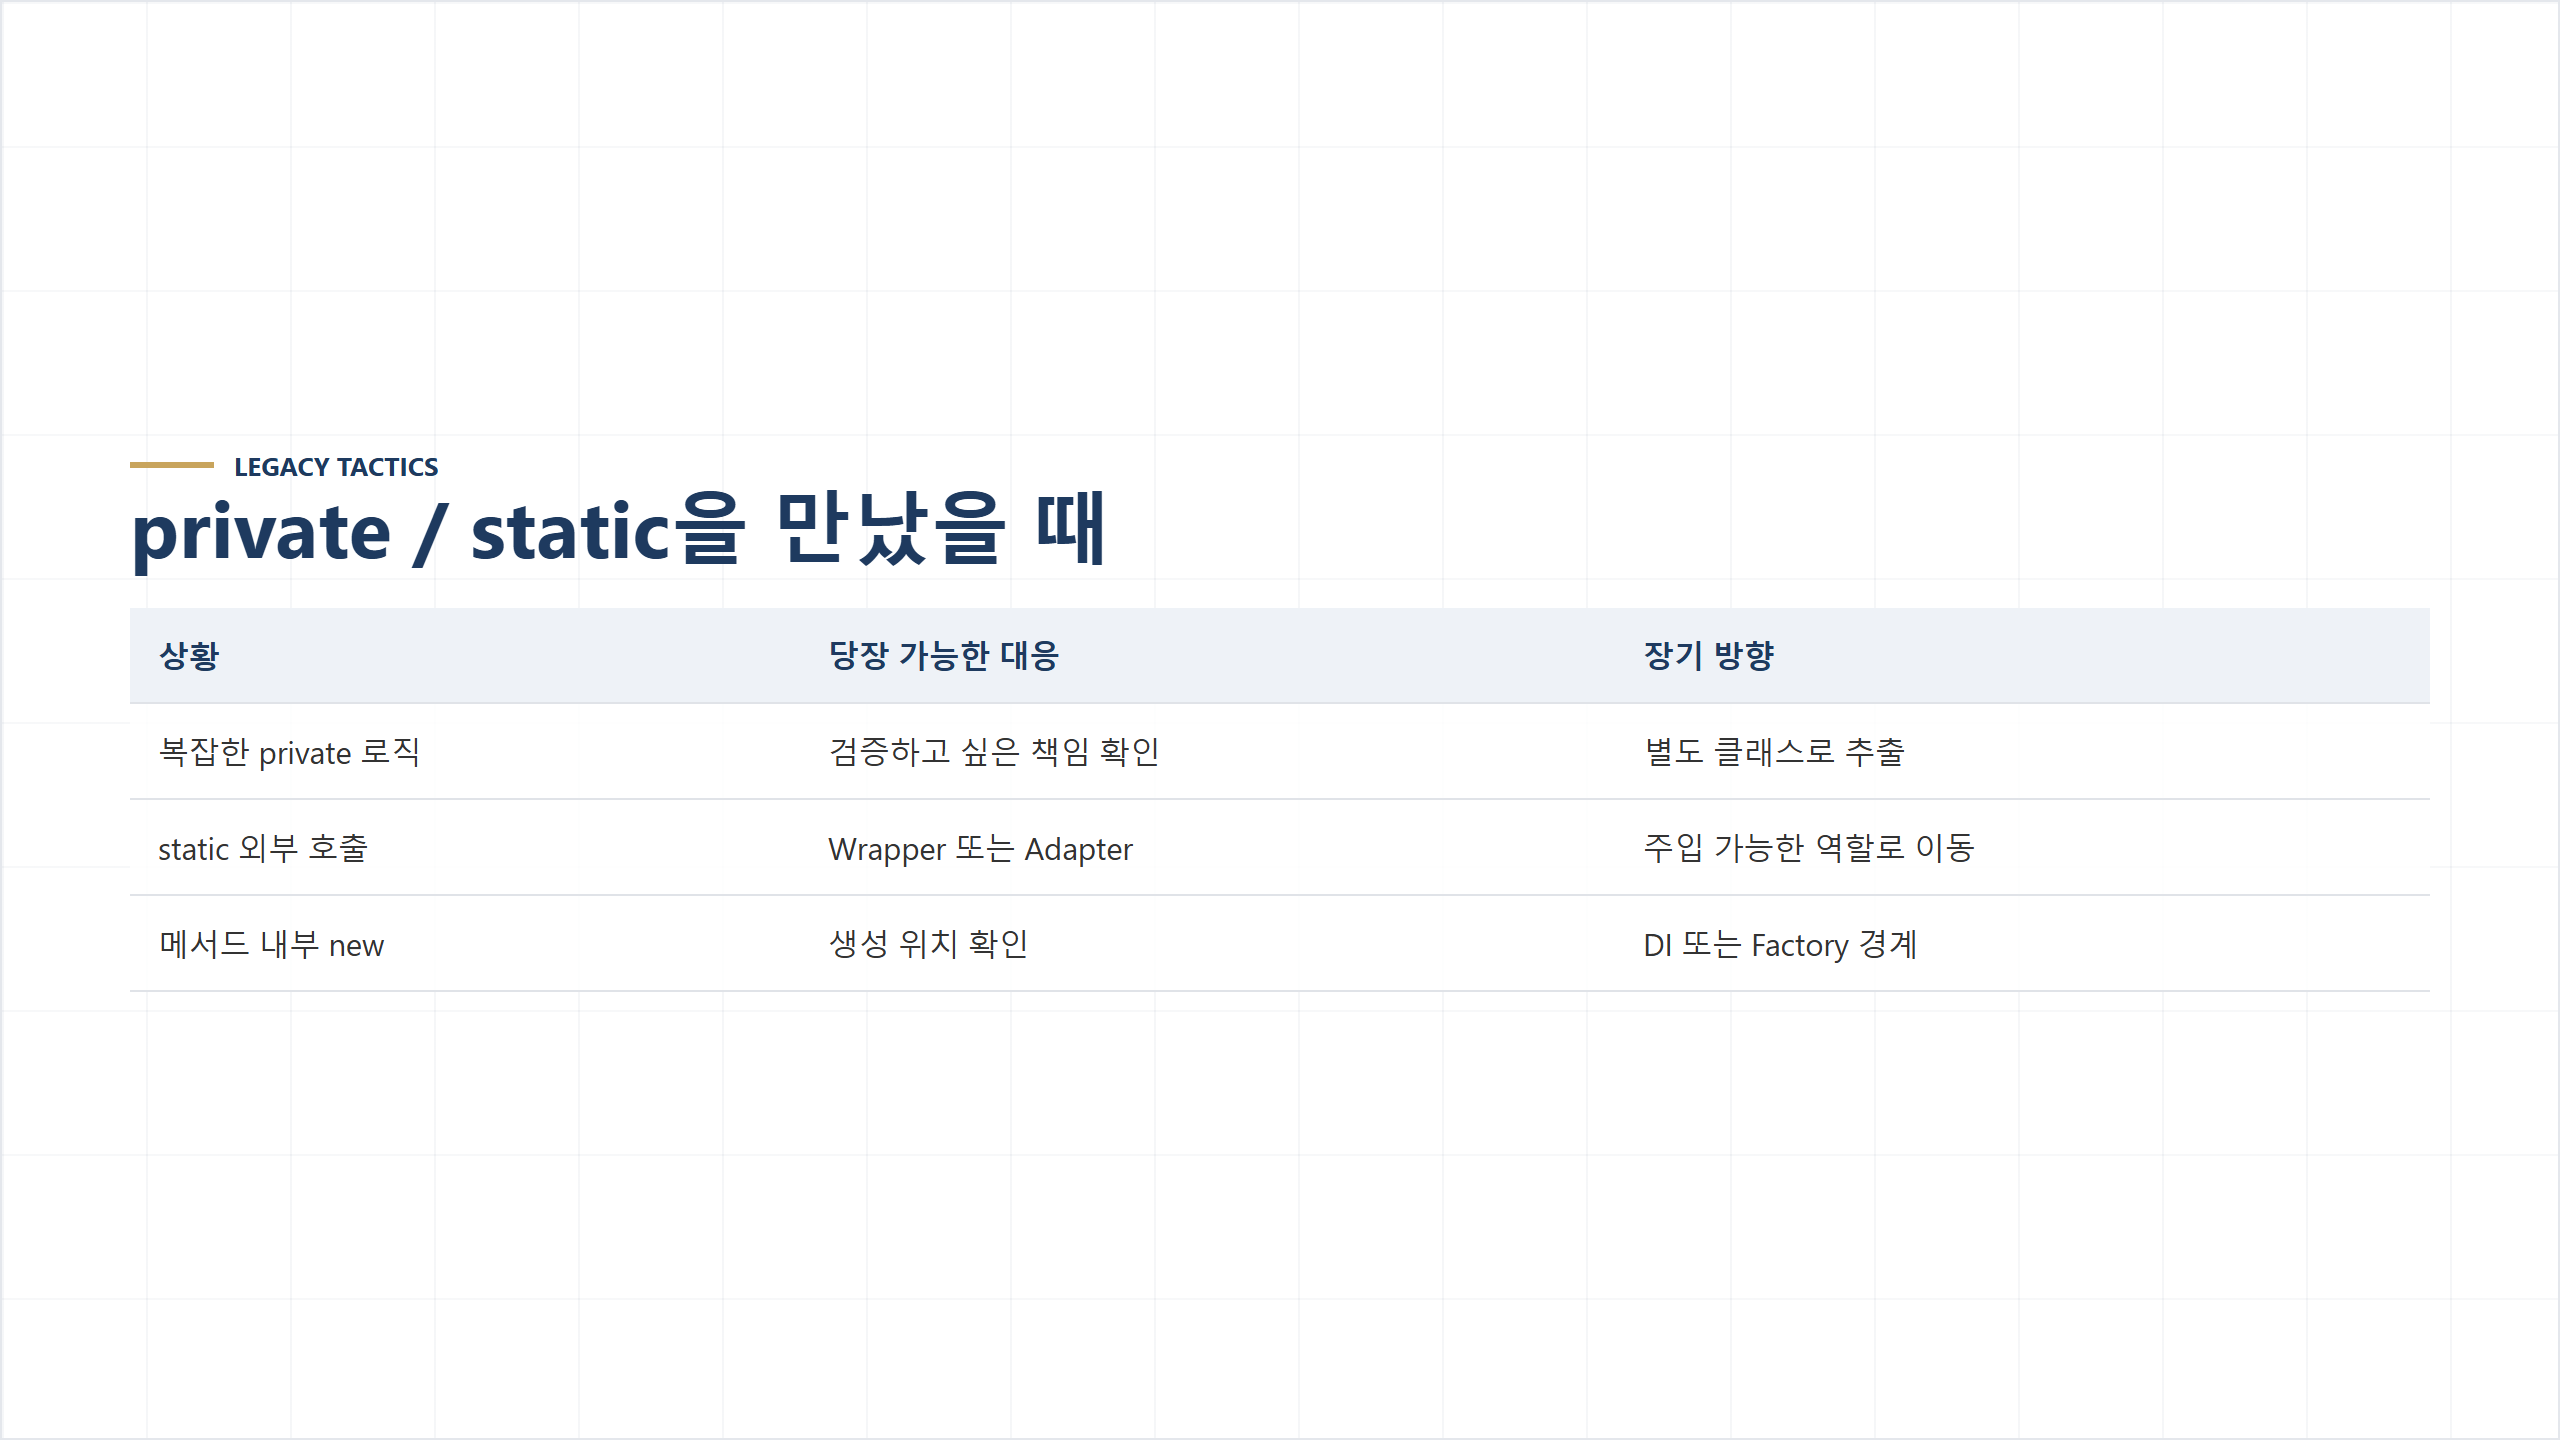 LEGACY TACTICS
private / static을 만났을 때
상황 당장 가능한 대응 장기 방향
복잡한 private 로직 검증하고 싶은 책임 확인 별도 클래스로 추출
static 외부 호출 Wrapper 또는 Adapter 주입 가능한 역할로 이동
메서드 내부 new 생성 위치 확인 DI 또는 Factory 경계